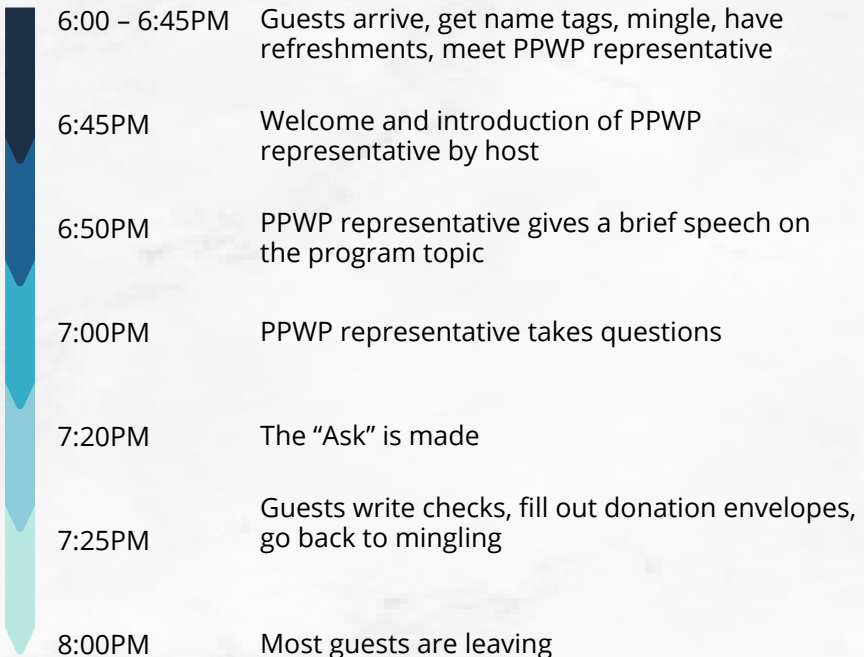 6:00 – 6:45PM Guests arrive, get name tags, mingle, have
refreshments, meet PPWP representative
6:45PM Welcome and introduction of PPWP
representative by host
6:50PM PPWP representative gives a brief speech on
the program topic
7:00PM PPWP representative takes questions
7:20PM The “Ask” is made
Guests write checks, fill out donation envelopes,
7:25PM go back to mingling
8:00PM Most guests are leaving